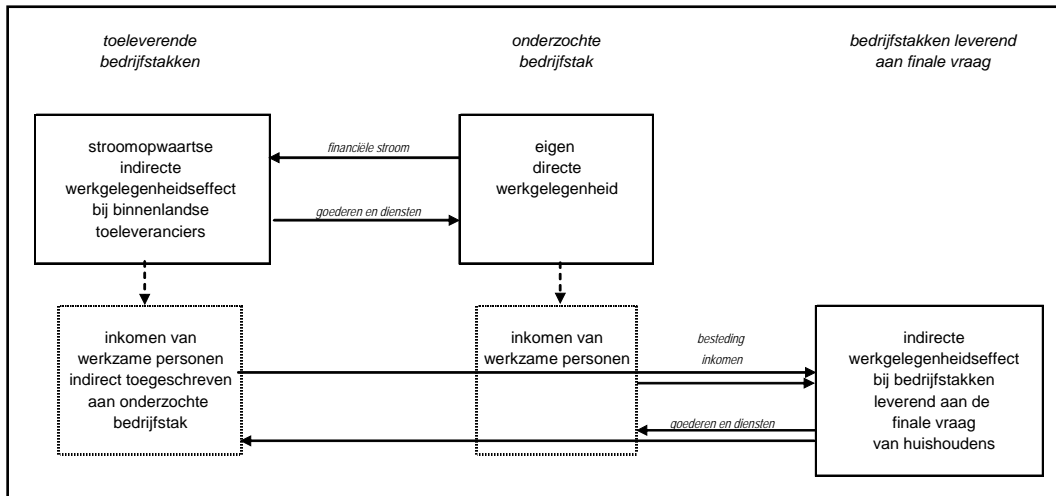 toeleverende
bedrijfstakken
onderzochte
bedrijfstak
bedrijfstakken leverend
aan finale vraag
stroomopwaartse
indirecte
werkgelegenheidseffect
bij binnenlandse
toeleveranciers
financiële stroom
goederen en diensten
eigen
directe
werkgelegenheid
inkomen van
werkzame personen
indirect toegeschreven
aan onderzochte
bedrijfstak
inkomen van
werkzame personen
besteding
inkomen
goederen en diensten
indirecte
werkgelegenheidseffect
bij bedrijfstakken
leverend aan de
finale vraag
van huishoudens